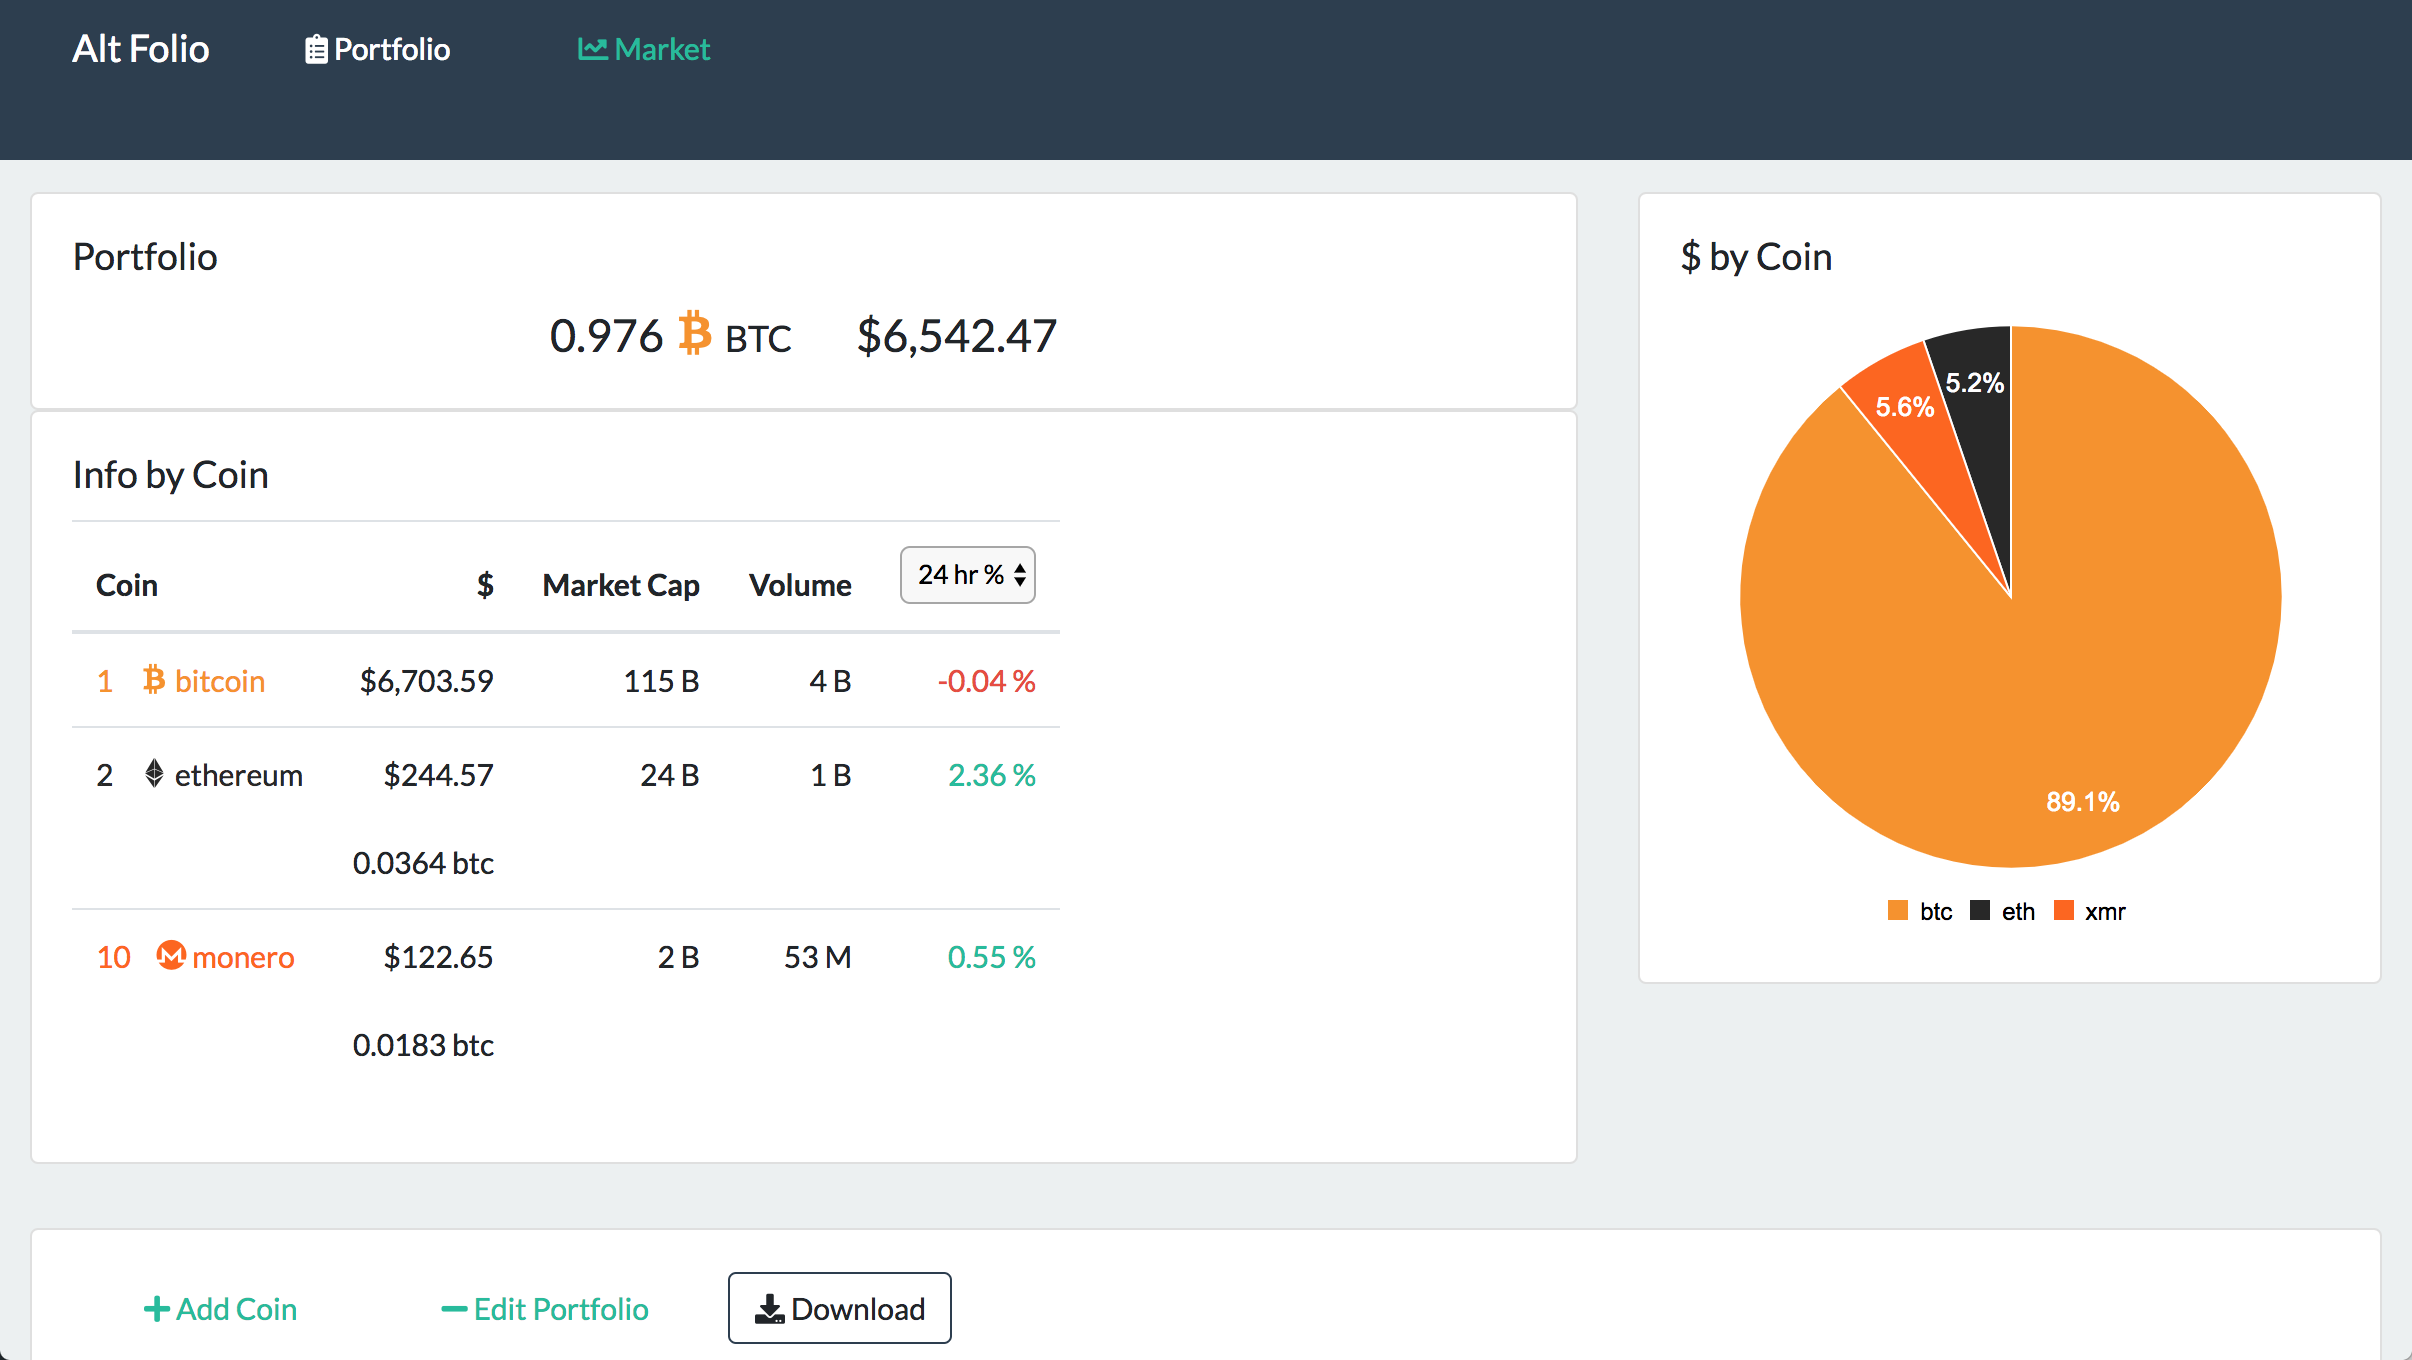 Alt Folio Portfolio Market
Portfolio
0.976 BTC $6,542.47
Info by Coin
Coin $ Market Cap Volume 24 hr %
1 bitcoin $6,703.59 115 B 4 B -0.04 %
2 ethereum $244.57 24 B 1 B 2.36 %
0.0364 btc
10 monero $122.65 2 B 53 M 0.55 %
0.0183 btc
$ by Coin
5.2%
5.6%
89.1%
btc eth xmr
Add Coin Edit Portfolio Download